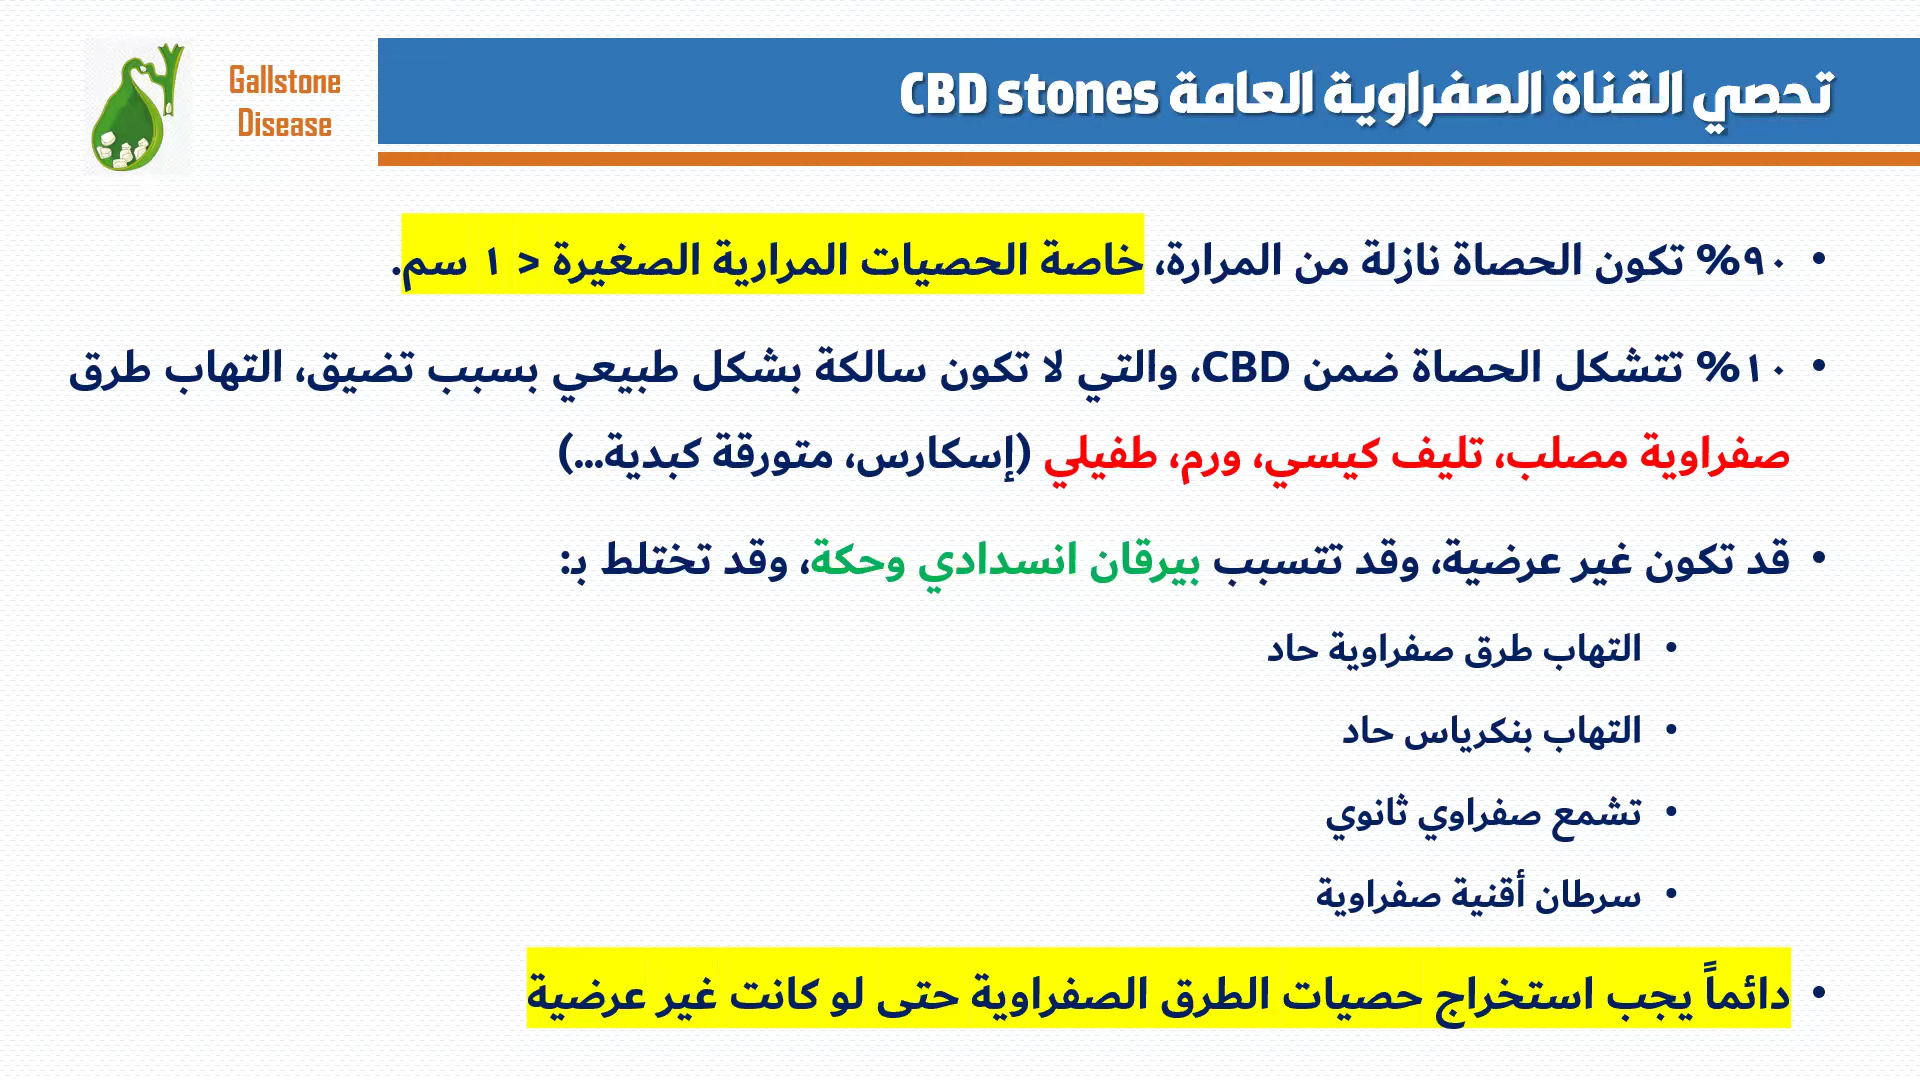 Gallstone
Disease
تحصي القناة الصفراوية العامة CBD stones
• ٩٠% تكون الحصاة نازلة من المرارة، خاصة الحصيات المرارية الصغيرة < ١ سم.
• ١٠% تتشكل الحصاة ضمن CBD، والتي لا تكون سالكة بشكل طبيعي بسبب تضيق، التهاب طرق
صفراوية مصلب، تليف كيسي، ورم، طفيلي (إسكارس، متورقة كبدية...)
• قد تكون غير عرضية، وقد تتسبب بيرقان انسدادي وحكة، وقد تختلط بـ:
• التهاب طرق صفراوية حاد
• التهاب بنكرياس حاد
• تشمع صفراوي ثانوي
• سرطان أقنية صفراوية
• دائماً يجب استخراج حصيات الطرق الصفراوية حتى لو كانت غير عرضية